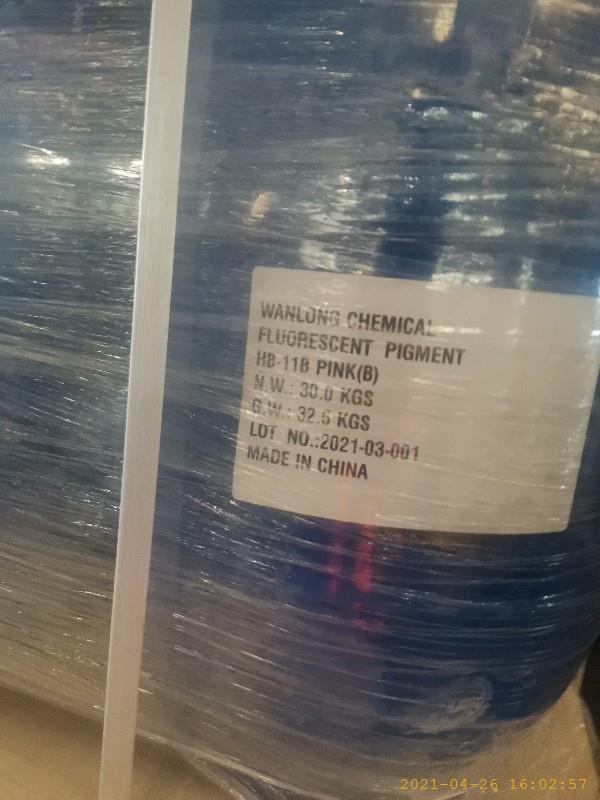 WANLONG CHEMICAL
FLUORESCENT PIGMENT
HB-11B PINK(B)
N.W.: 30.0 KGS
G.W.: 32.5 KGS
LOT NO.:2021-03-001
MADE IN CHINA
2021-04-26 16:02:57